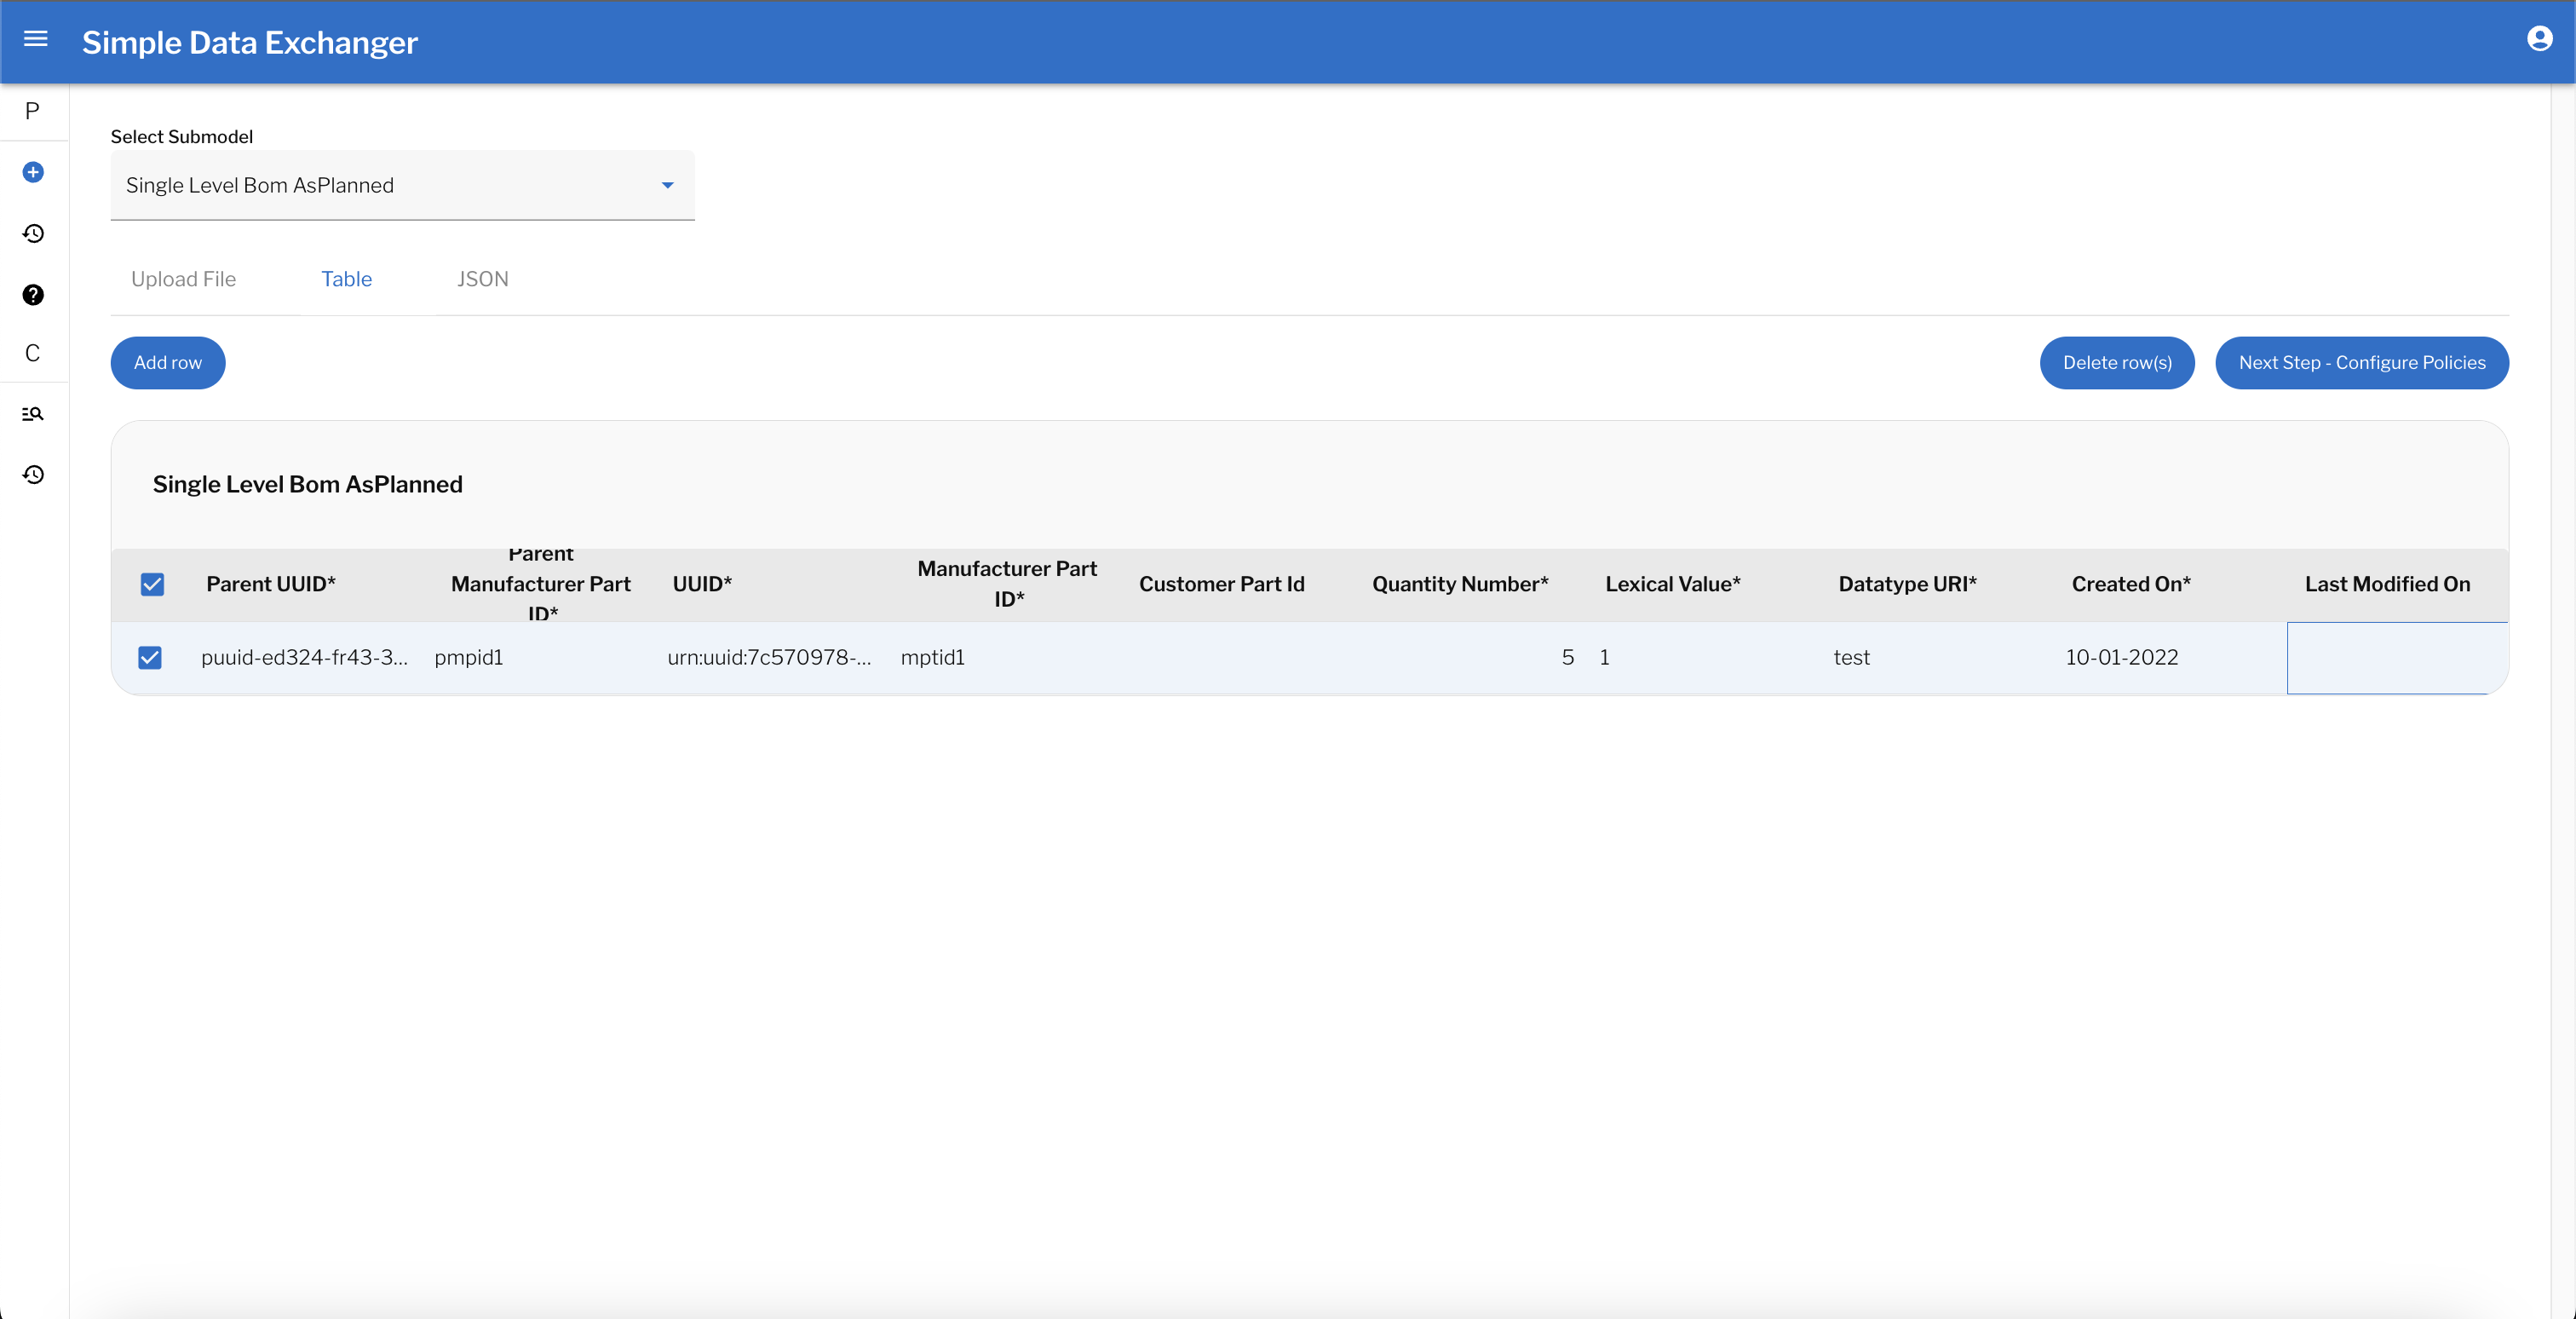 Simple Data Exchanger
P
Select Submodel
Single Level Bom AsPlanned
Upload File Table JSON
C
Add row Delete row(s) Next Step - Configure Policies
Single Level Bom AsPlanned
Parent UUID* Parent Manufacturer Part ID* UUID* Manufacturer Part ID* Customer Part Id Quantity Number* Lexical Value* Datatype URI* Created On* Last Modified On
puuid-ed324-fr43-3... pmpid1 urn:uuid:7c570978-... mptid1 5 1 test 10-01-2022